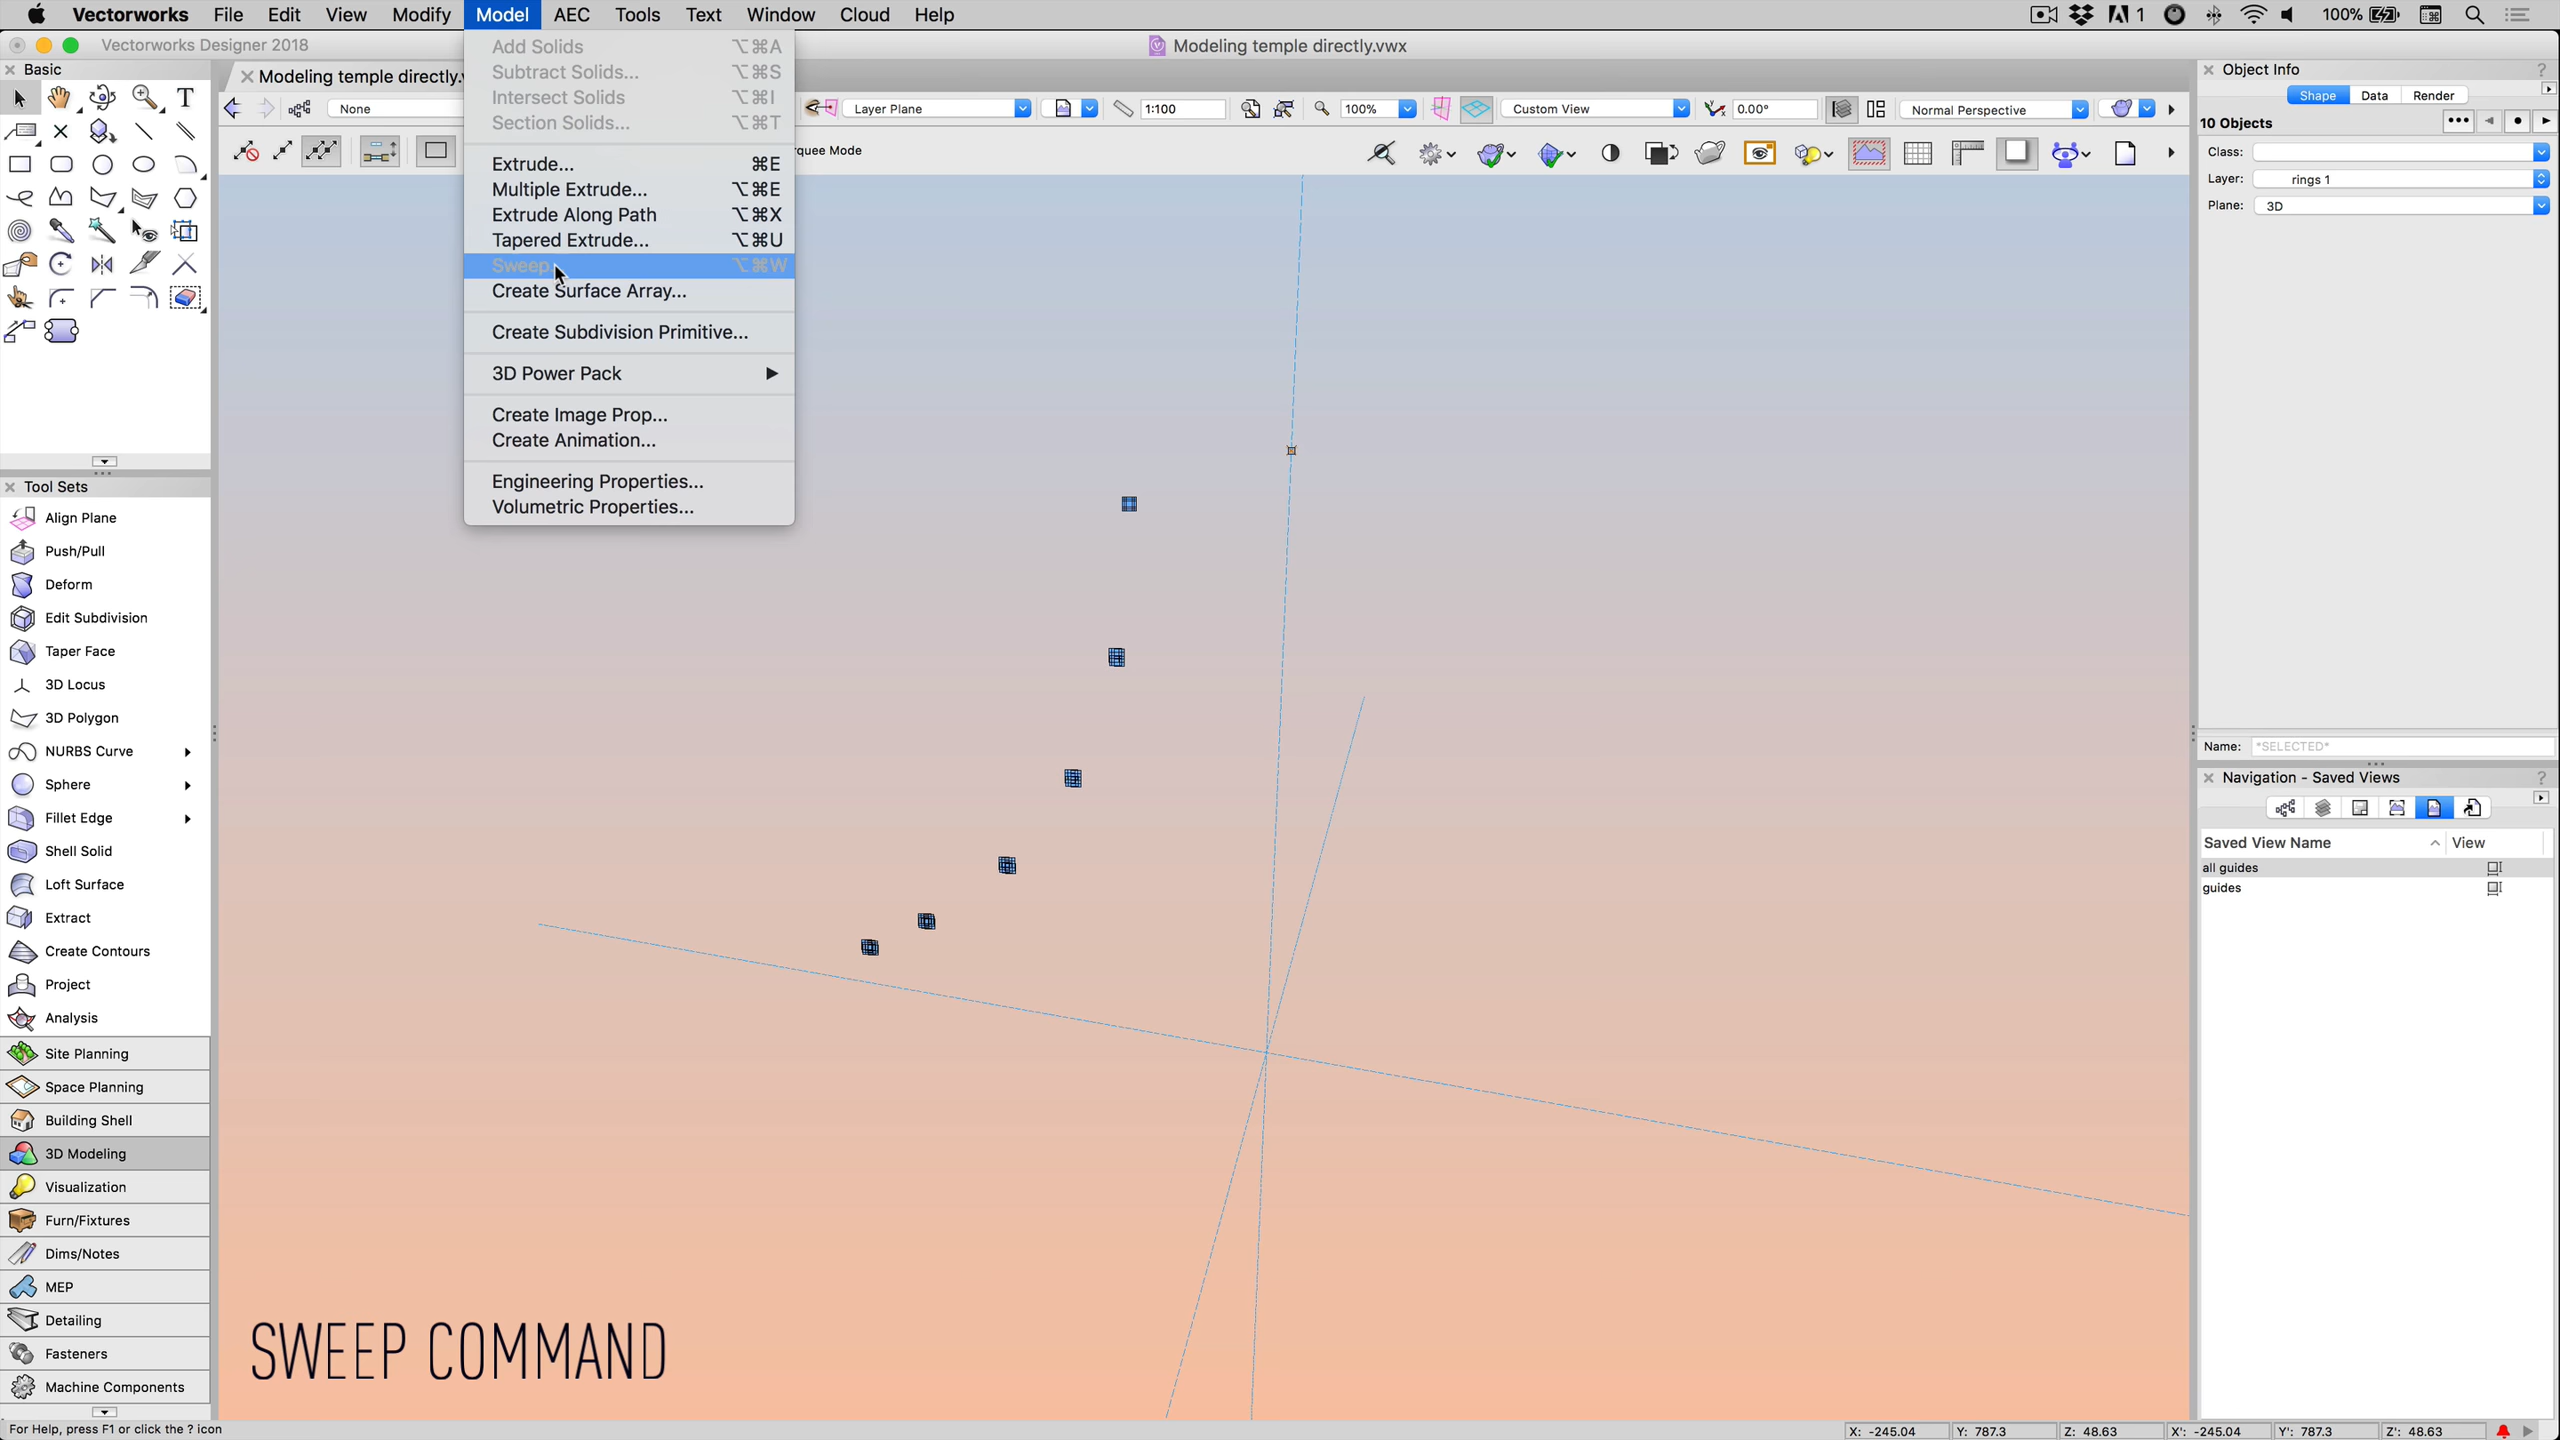 Vectorworks File Edit View Modify Model AEC Tools Text Window Cloud Help
1 100%
Vectorworks Designer 2018
Modeling temple directly.vwx
Basic
Modeling temple directly.v
None
Layer Plane
1:100
100%
Custom View
0.00°
Normal Perspective
rquee Mode
Add Solids ⌥⌘A
Subtract Solids... ⌥⌘S
Intersect Solids ⌥⌘I
Section Solids... ⌥⌘T
Extrude... ⌘E
Multiple Extrude... ⌥⌘E
Extrude Along Path ⌥⌘X
Tapered Extrude... ⌥⌘U
Sweep... ⌥⌘W
Create Surface Array...
Create Subdivision Primitive...
3D Power Pack
Create Image Prop...
Create Animation...
Engineering Properties...
Volumetric Properties...
Tool Sets
Align Plane
Push/Pull
Deform
Edit Subdivision
Taper Face
3D Locus
3D Polygon
NURBS Curve
Sphere
Fillet Edge
Shell Solid
Loft Surface
Extract
Create Contours
Project
Analysis
Site Planning
Space Planning
Building Shell
3D Modeling
Visualization
Furn/Fixtures
Dims/Notes
MEP
Detailing
Fasteners
Machine Components
SWEEP COMMAND
Object Info ?
Shape Data Render
10 Objects
Class:
Layer: rings 1
Plane: 3D
Name: *SELECTED*
Navigation - Saved Views ?
Saved View Name View
all guides
guides
For Help, press F1 or click the ? icon
X: -245.04 Y: 787.3 Z: 48.63 X': -245.04 Y': 787.3 Z': 48.63